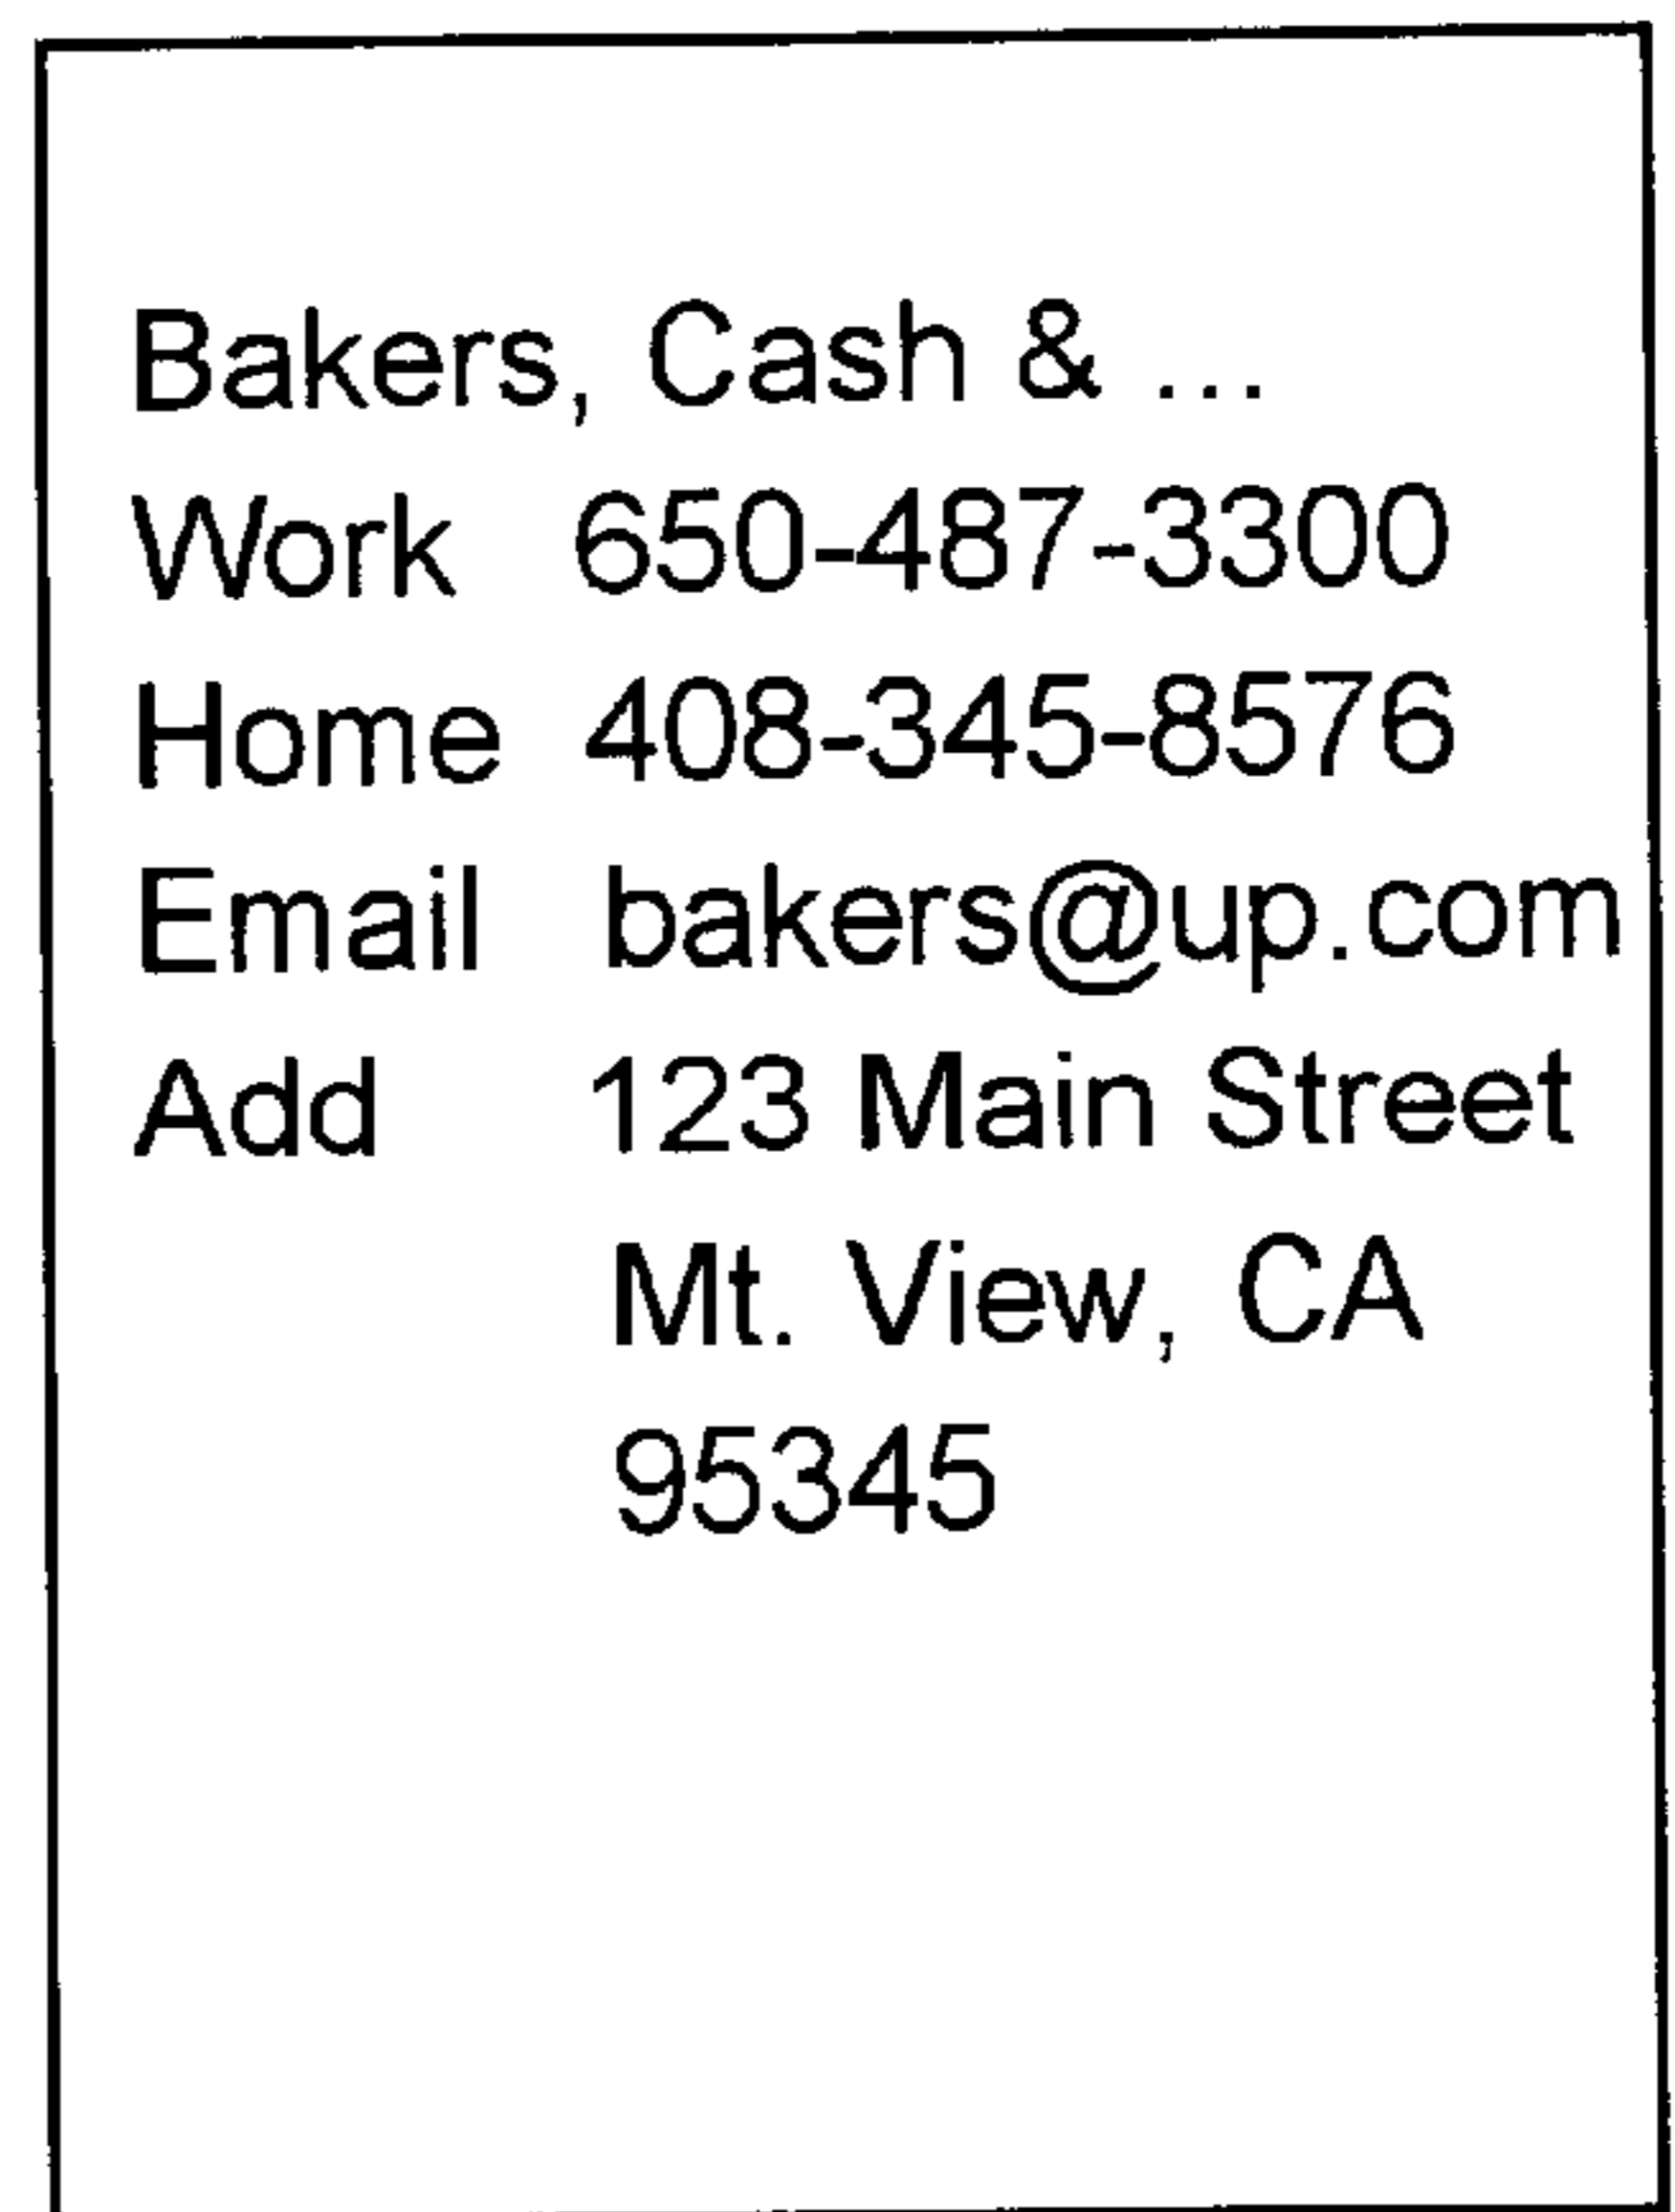 Bakers, Cash & ...
Work 650-487-3300
Home 408-345-8576
Email bakers@up.com
Add 123 Main Street
Mt. View, CA
95345